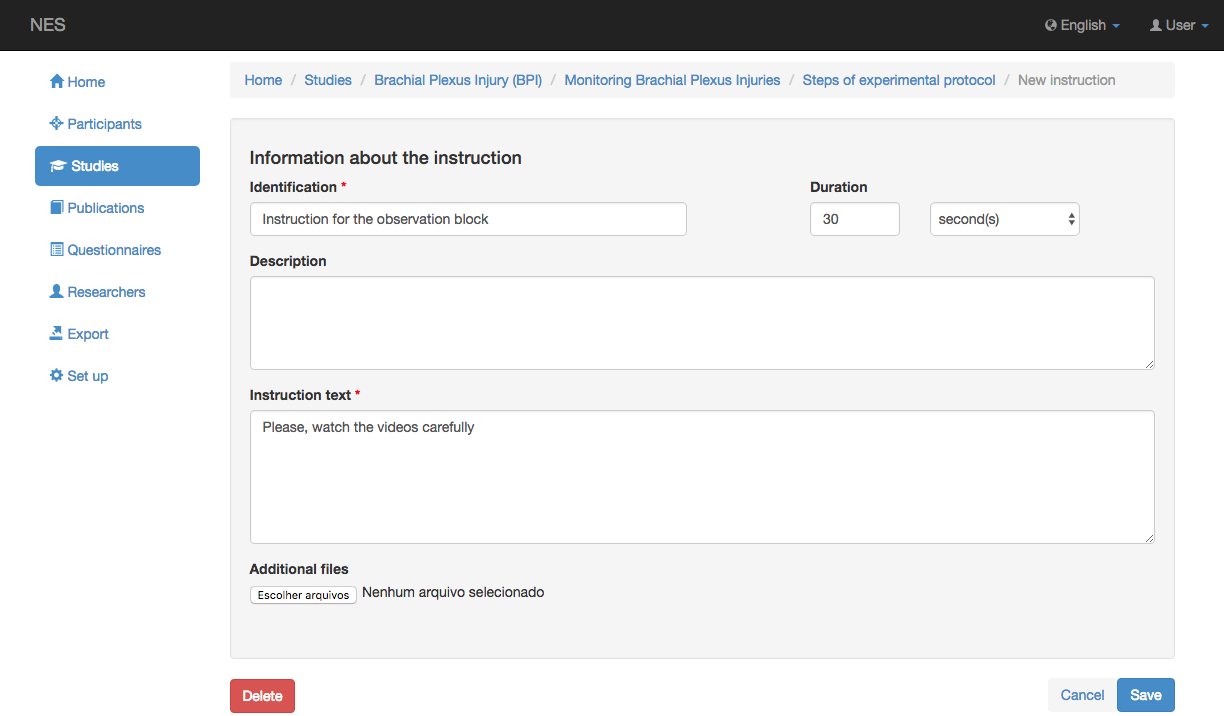 NES
English
User
Home
Participants
Studies
Publications
Questionnaires
Researchers
Export
Set up
Home / Studies / Brachial Plexus Injury (BPI) / Monitoring Brachial Plexus Injuries / Steps of experimental protocol / New instruction
Information about the instruction
Identification * Duration
Instruction for the observation block 30 second(s)
Description
Instruction text *
Please, watch the videos carefully
Additional files
Escolher arquivos Nenhum arquivo selecionado
Delete Cancel Save